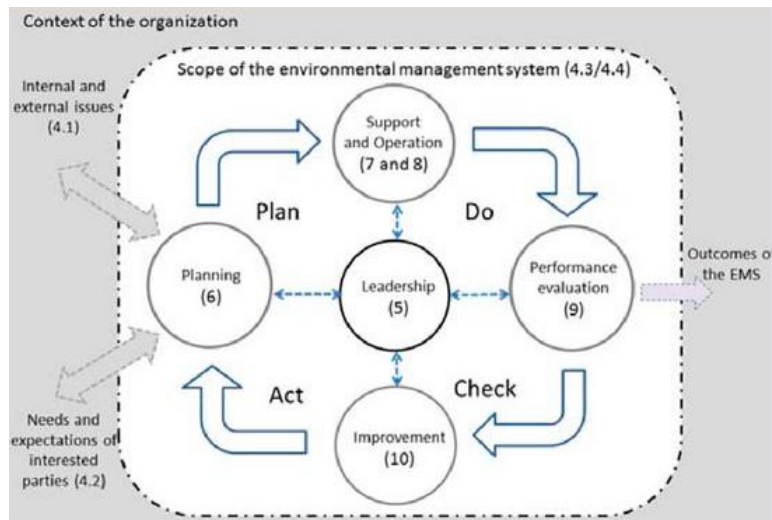 Context of the organization
Scope of the environmental management system (4.3/4.4)
Internal and
external issues
(4.1)
Support
and Operation
(7 and 8)
Plan
Do
Planning
(6)
Leadership
(5)
Performance
evaluation
(9)
Outcomes of
the EMS
Act
Check
Improvement
(10)
Needs and
expectations of
interested
parties (4.2)